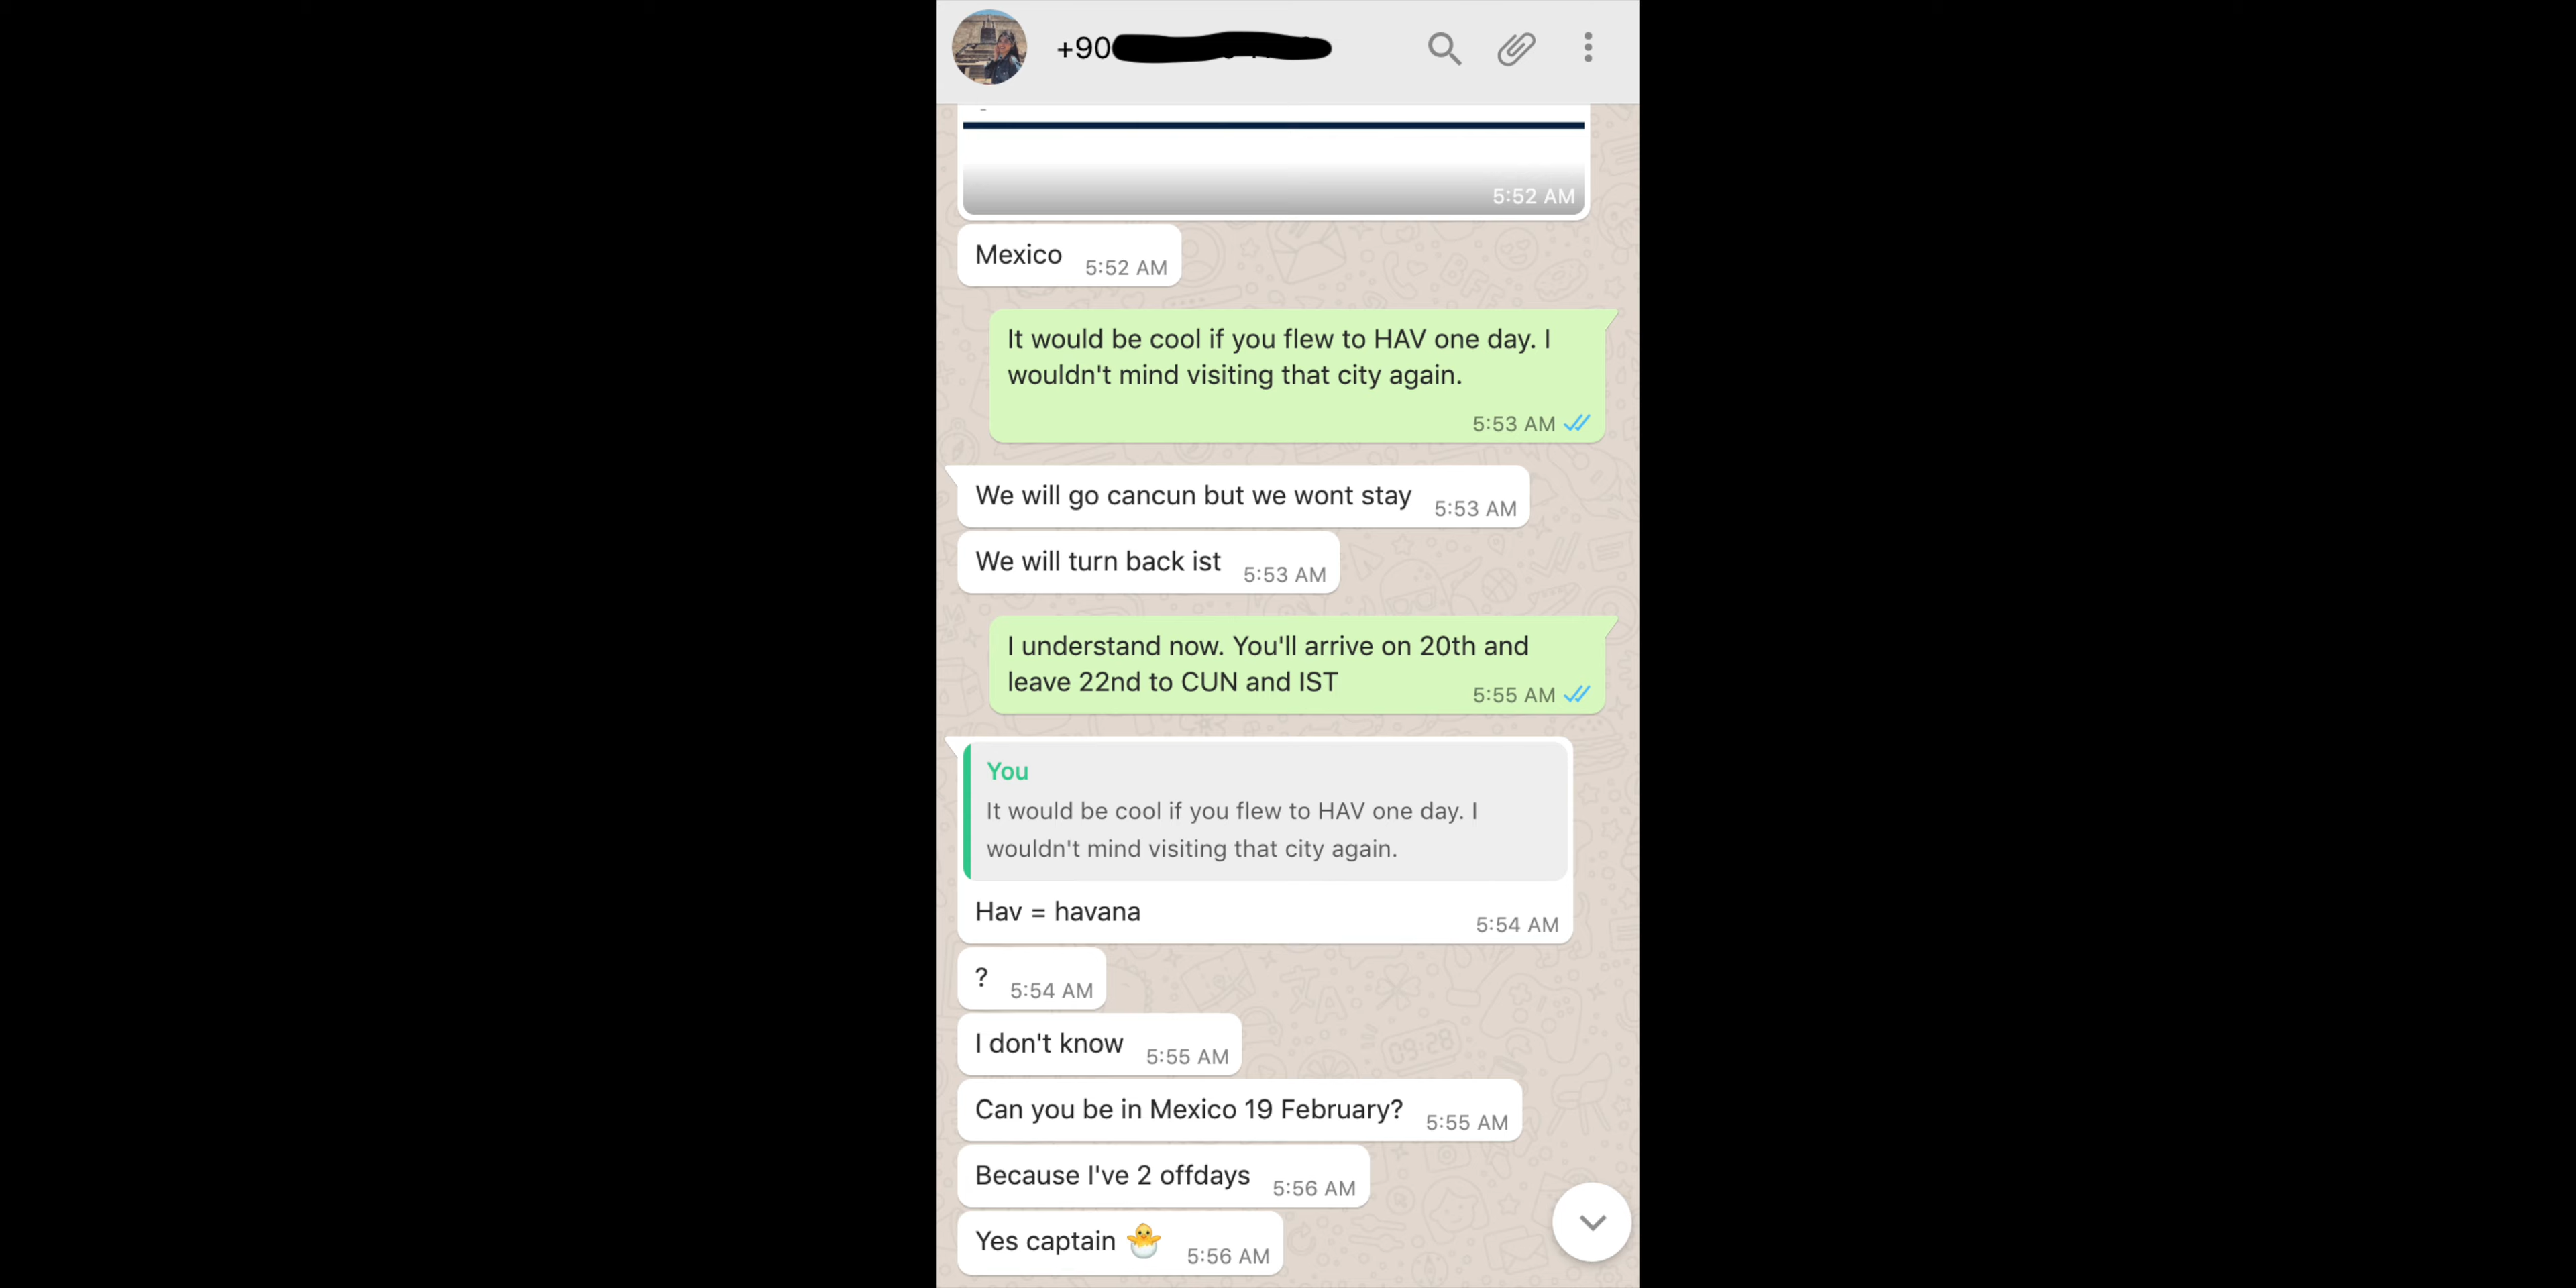 +90
5:52 AM
Mexico 5:52 AM
It would be cool if you flew to HAV one day. I
wouldn't mind visiting that city again.
5:53 AM
We will go cancun but we wont stay 5:53 AM
We will turn back ist 5:53 AM
I understand now. You'll arrive on 20th and
leave 22nd to CUN and IST 5:55 AM
You
It would be cool if you flew to HAV one day. I
wouldn't mind visiting that city again.
Hav = havana 5:54 AM
? 5:54 AM
I don't know 5:55 AM
Can you be in Mexico 19 February? 5:55 AM
Because I've 2 offdays 5:56 AM
Yes captain 🐣 5:56 AM